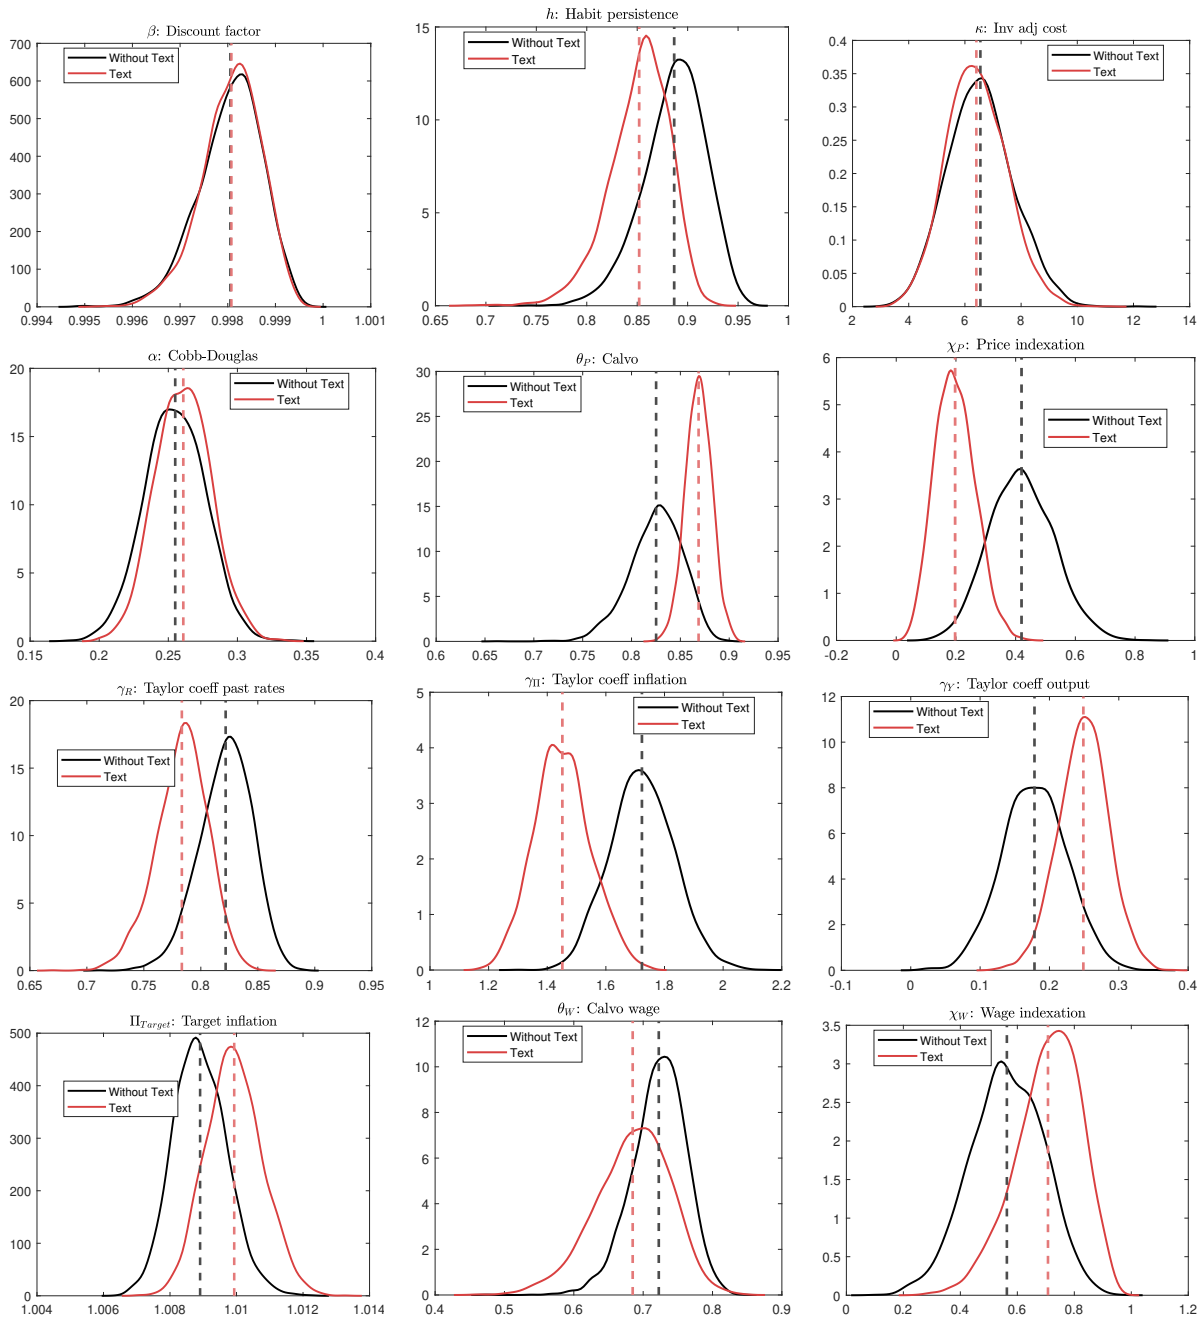 β: Discount factor
700
600
500
400
300
200
100
0
0.994 0.995 0.996 0.997 0.998 0.999 1 1.001
Without Text
Text
h: Habit persistence
15
10
5
0
0.65 0.7 0.75 0.8 0.85 0.9 0.95 1
Without Text
Text
κ: Inv adj cost
0.4
0.35
0.3
0.25
0.2
0.15
0.1
0.05
0
2 4 6 8 10 12 14
Without Text
Text
α: Cobb-Douglas
20
15
10
5
0
0.15 0.2 0.25 0.3 0.35 0.4
Without Text
Text
θP: Calvo
30
25
20
15
10
5
0
0.6 0.65 0.7 0.75 0.8 0.85 0.9 0.95
Without Text
Text
χP: Price indexation
6
5
4
3
2
1
0
-0.2 0 0.2 0.4 0.6 0.8 1
Without Text
Text
γR: Taylor coeff past rates
20
15
10
5
0
0.65 0.7 0.75 0.8 0.85 0.9 0.95
Without Text
Text
γΠ: Taylor coeff inflation
5
4
3
2
1
0
1 1.2 1.4 1.6 1.8 2 2.2
Without Text
Text
γY: Taylor coeff output
12
10
8
6
4
2
0
-0.1 0 0.1 0.2 0.3 0.4
Without Text
Text
ΠTarget: Target inflation
500
400
300
200
100
0
1.004 1.006 1.008 1.01 1.012 1.014
Without Text
Text
θW: Calvo wage
12
10
8
6
4
2
0
0.4 0.5 0.6 0.7 0.8 0.9
Without Text
Text
χW: Wage indexation
3.5
3
2.5
2
1.5
1
0.5
0
0 0.2 0.4 0.6 0.8 1 1.2
Without Text
Text